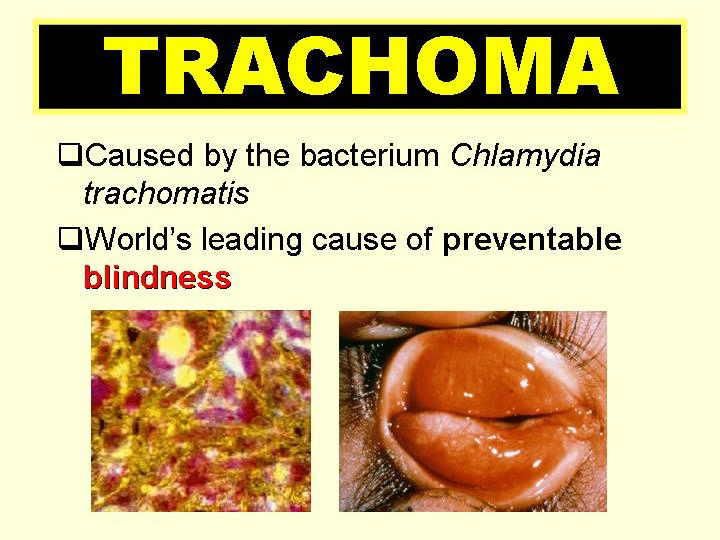 TRACHOMA
❑Caused by the bacterium Chlamydia
trachomatis
❑World’s leading cause of preventable
blindness